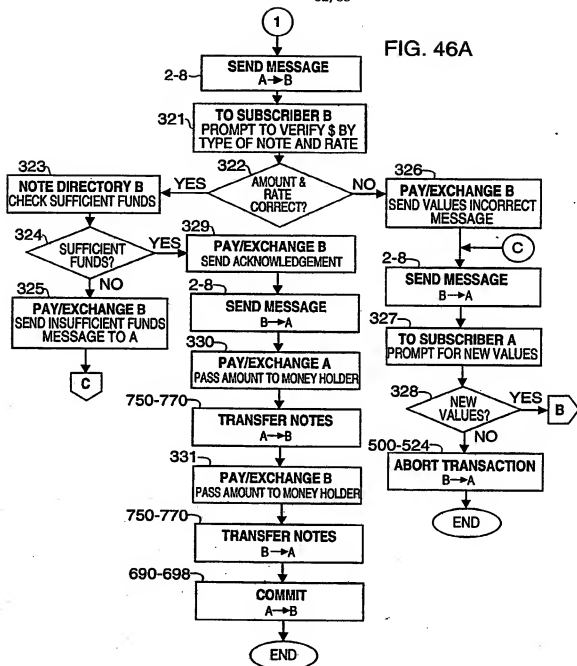 1
FIG. 46A
2-8
SEND MESSAGE
A→B
321
TO SUBSCRIBER B
PROMPT TO VERIFY $ BY
TYPE OF NOTE AND RATE
322
AMOUNT &
RATE
CORRECT?
YES
NO
323
NOTE DIRECTORY B
CHECK SUFFICIENT FUNDS
324
SUFFICIENT
FUNDS?
YES
NO
325
PAY/EXCHANGE B
SEND INSUFFICIENT FUNDS
MESSAGE TO A
C
329
PAY/EXCHANGE B
SEND ACKNOWLEDGEMENT
2-8
SEND MESSAGE
B→A
330
PAY/EXCHANGE A
PASS AMOUNT TO MONEY HOLDER
750-770
TRANSFER NOTES
A→B
331
PAY/EXCHANGE B
PASS AMOUNT TO MONEY HOLDER
750-770
TRANSFER NOTES
B→A
690-698
COMMIT
A→B
END
326
PAY/EXCHANGE B
SEND VALUES INCORRECT
MESSAGE
C
2-8
SEND MESSAGE
B→A
327
TO SUBSCRIBER A
PROMPT FOR NEW VALUES
328
NEW
VALUES?
YES
B
NO
500-524
ABORT TRANSACTION
B→A
END